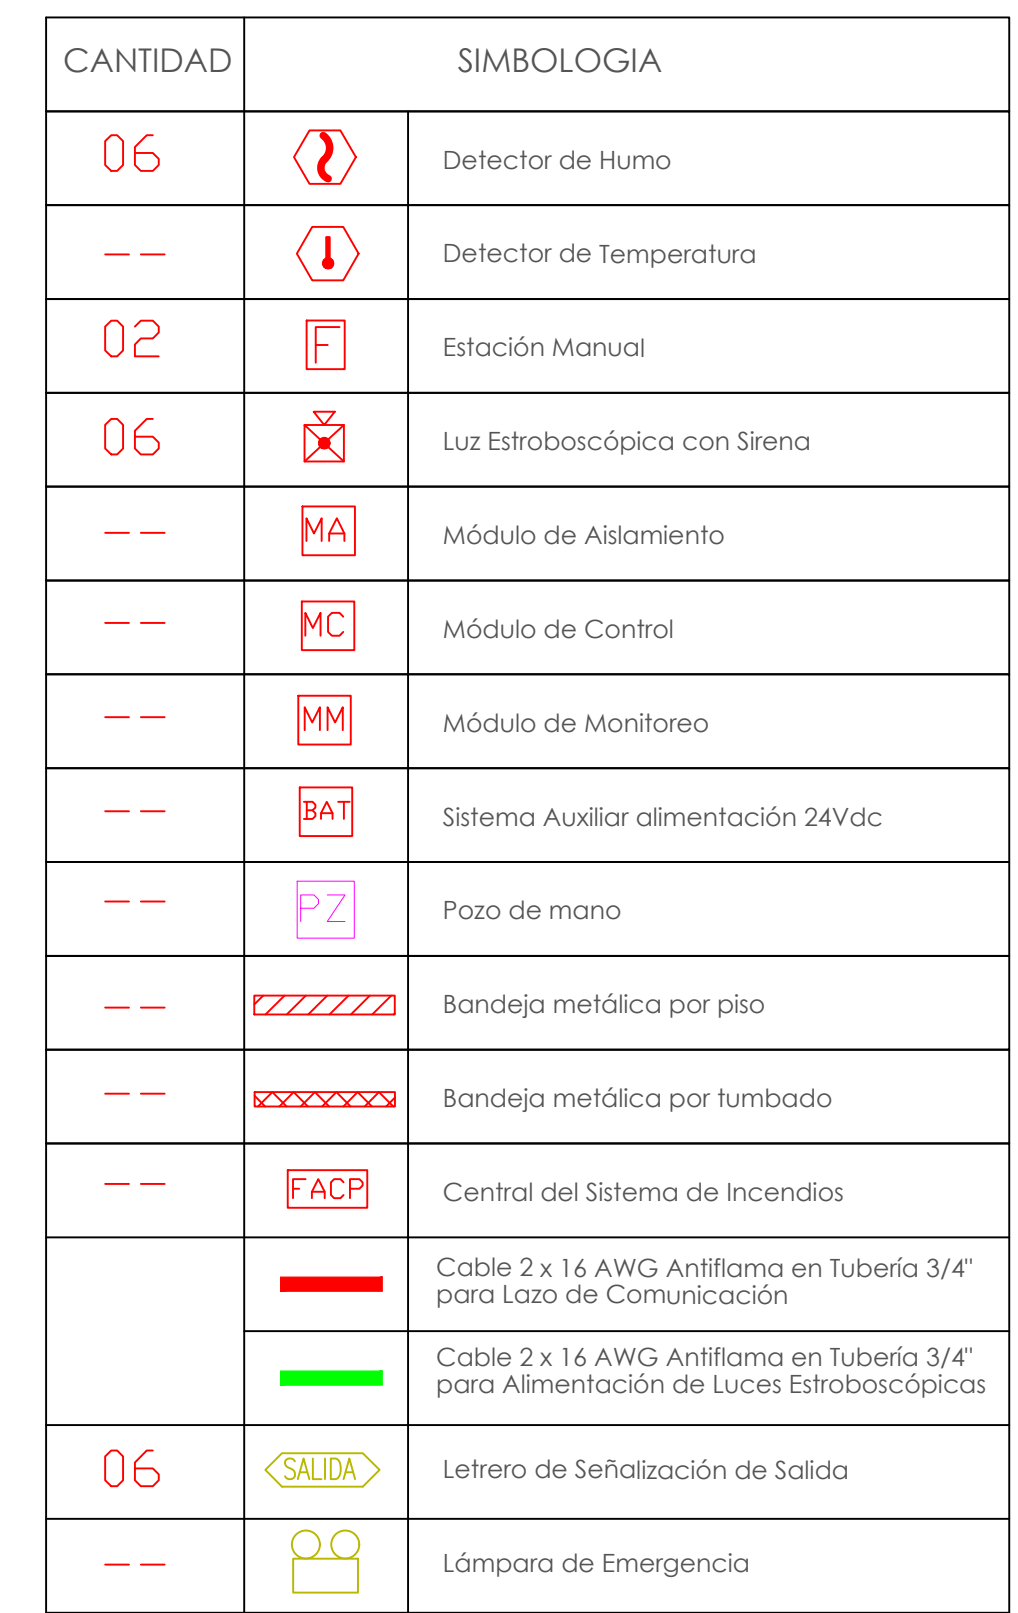 CANTIDAD SIMBOLOGIA
06 Detector de Humo
-- Detector de Temperatura
02 F Estación Manual
06 Luz Estroboscópica con Sirena
-- MA Módulo de Aislamiento
-- MC Módulo de Control
-- MM Módulo de Monitoreo
-- BAT Sistema Auxiliar alimentación 24Vdc
-- PZ Pozo de mano
-- Bandeja metálica por piso
-- Bandeja metálica por tumbado
-- FACP Central del Sistema de Incendios
Cable 2 x 16 AWG Antiflama en Tubería 3/4"
para Lazo de Comunicación
Cable 2 x 16 AWG Antiflama en Tubería 3/4"
para Alimentación de Luces Estroboscópicas
06 SALIDA Letrero de Señalización de Salida
-- Lámpara de Emergencia